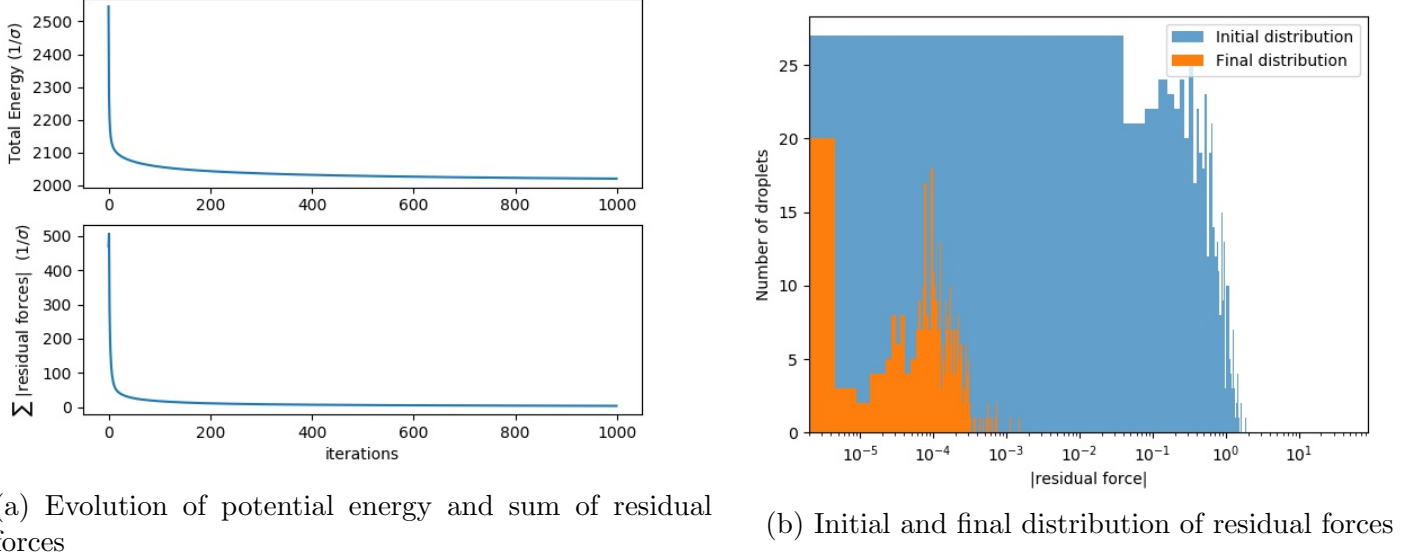 2500
2400
2300
2200
2100
2000
Total Energy (1/σ)
0 200 400 600 800 1000
500
400
300
200
100
0
∑ |residual forces| (1/σ)
0 200 400 600 800 1000
iterations
(a) Evolution of potential energy and sum of residual
forces
Initial distribution
Final distribution
25
20
15
10
5
0
Number of droplets
10⁻⁵ 10⁻⁴ 10⁻³ 10⁻² 10⁻¹ 10⁰ 10¹
|residual force|
(b) Initial and final distribution of residual forces